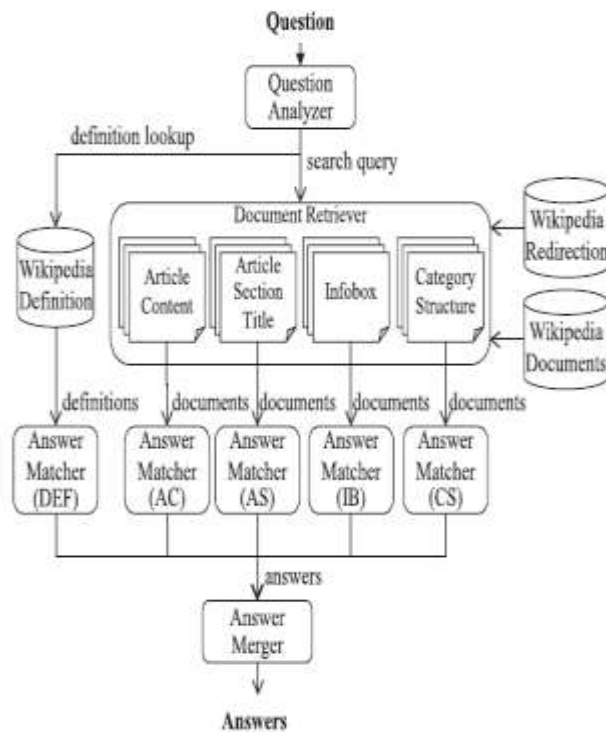 Question
Question
Analyzer
definition lookup
search query
Document Retriever
Wikipedia
Definition
Article
Content
Article
Section
Title
Infobox
Category
Structure
Wikipedia
Redirection
Wikipedia
Documents
definitions
documents
documents
documents
documents
Answer
Matcher
(DEF)
Answer
Matcher
(AC)
Answer
Matcher
(AS)
Answer
Matcher
(IB)
Answer
Matcher
(CS)
answers
Answer
Merger
Answers